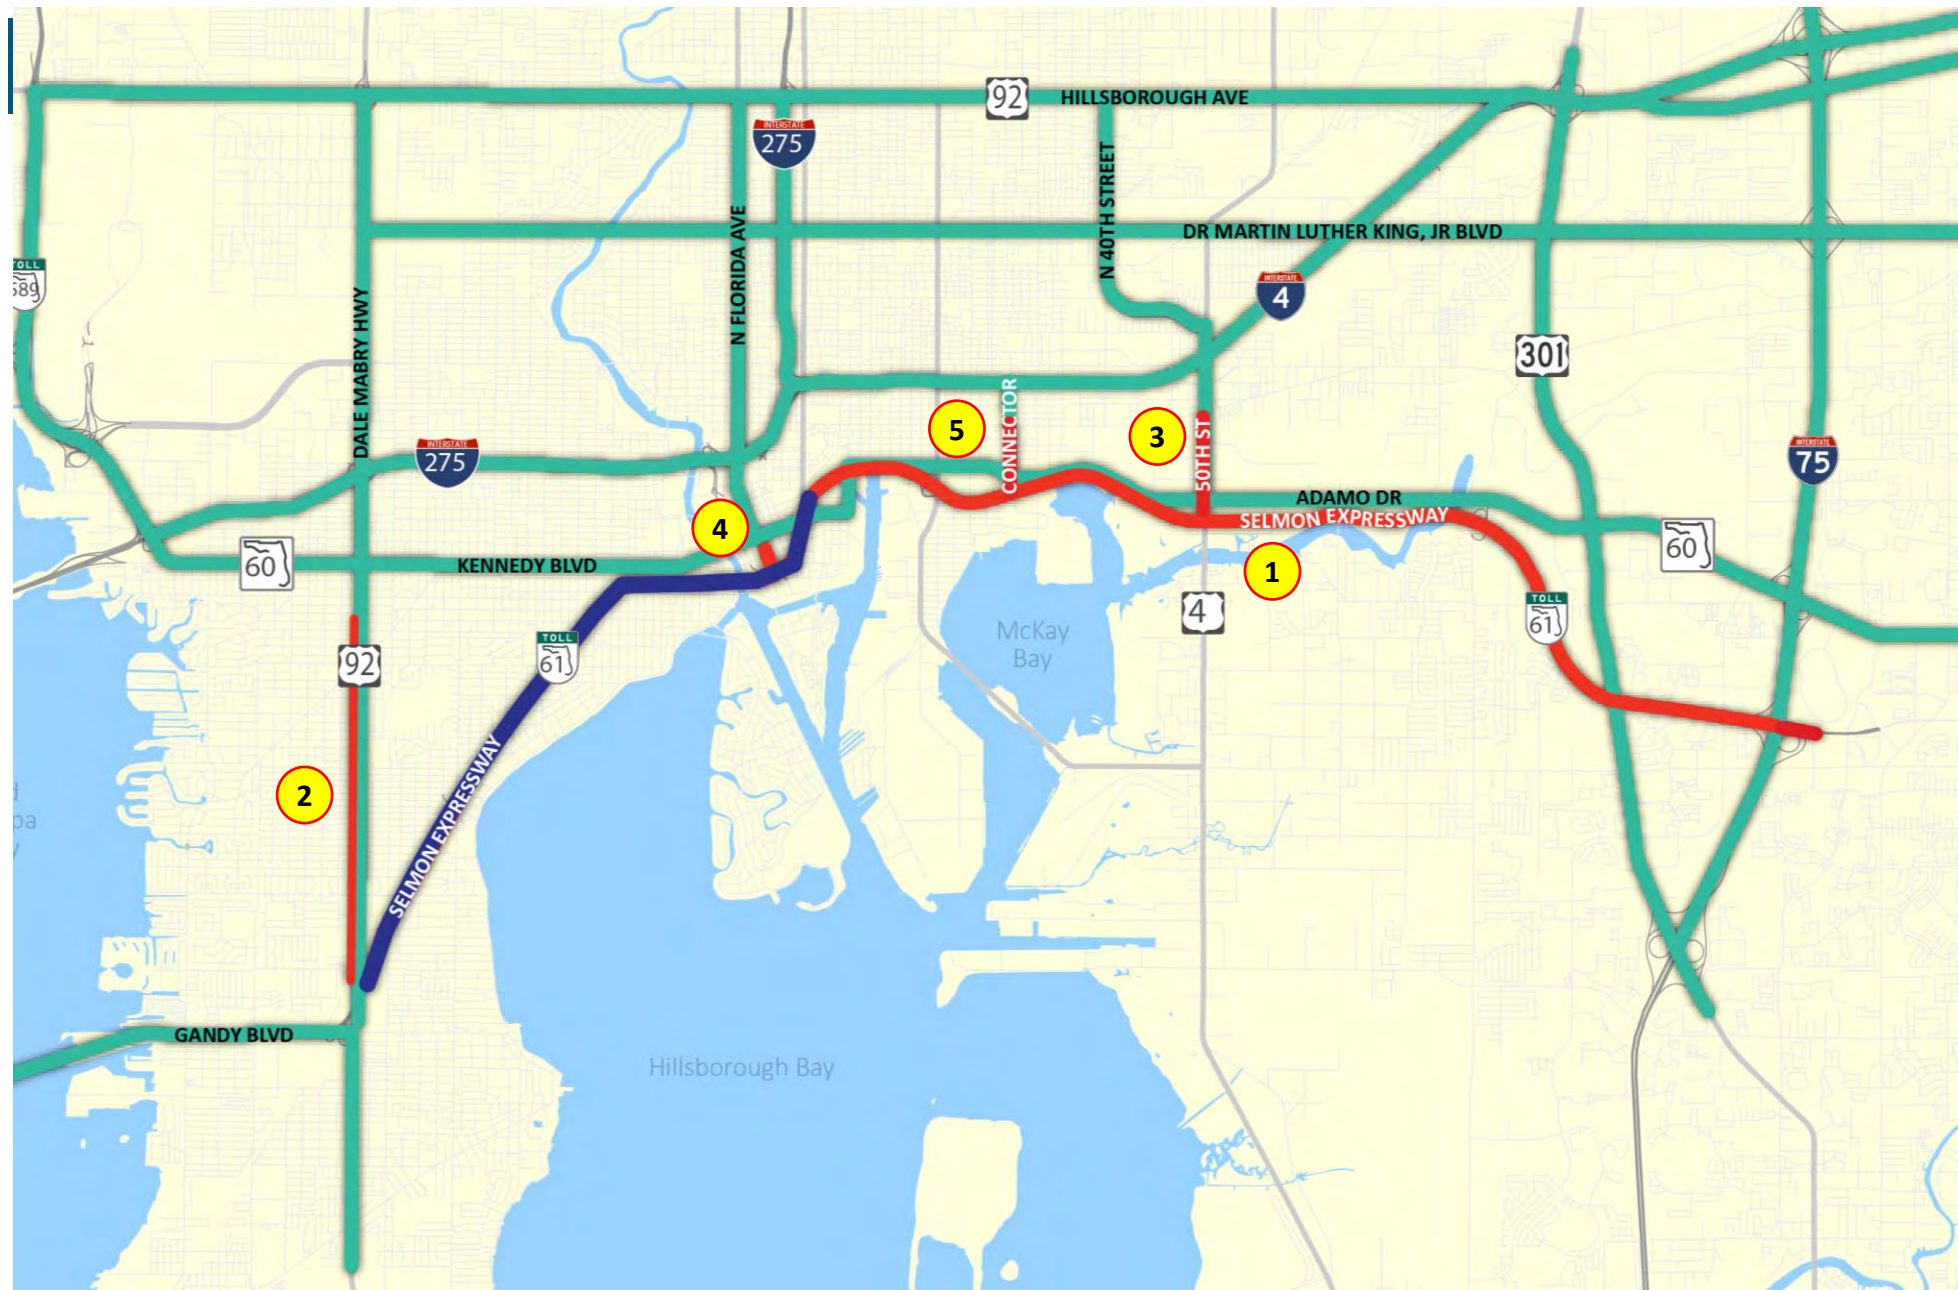 92
HILLSBOROUGH AVE
INTERSTATE
275
N 40TH STREET
N FLORIDA AVE
DR MARTIN LUTHER KING, JR BLVD
TOLL
589
INTERSTATE
4
DALE MABRY HWY
301
CONNECTOR
5
3
50TH ST
INTERSTATE
275
INTERSTATE
75
ADAMO DR
SELMON EXPRESSWAY
4
60
KENNEDY BLVD
60
1
TOLL
61
4
McKay
Bay
TOLL
61
92
2
SELMON EXPRESSWAY
pa
GANDY BLVD
Hillsborough Bay